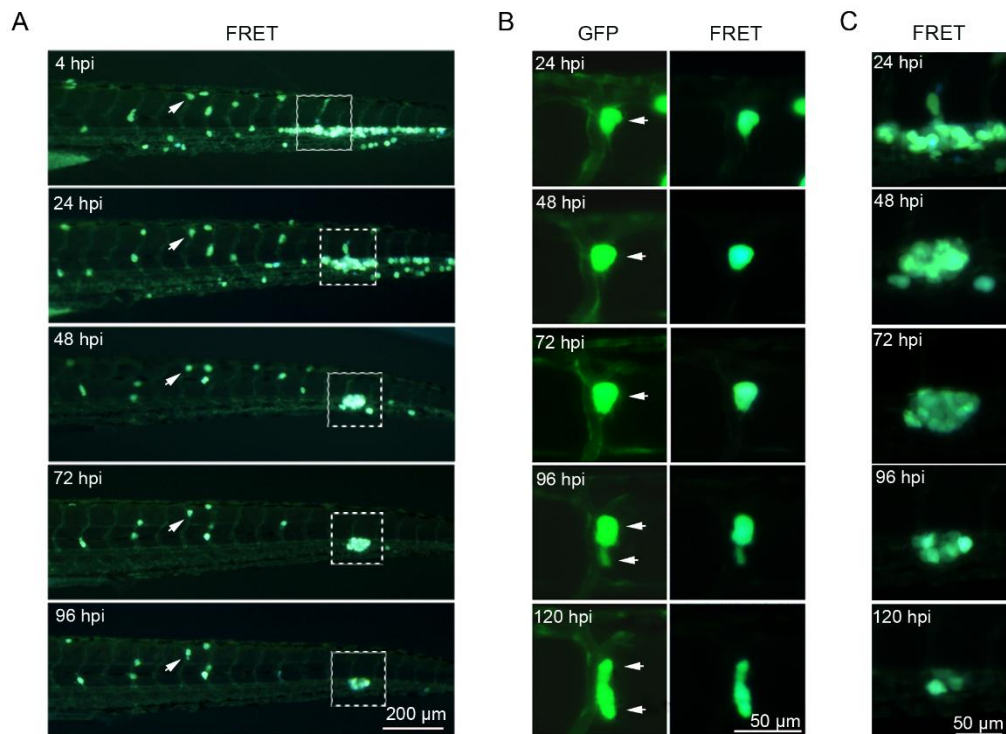 A
FRET
4 hpi
24 hpi
48 hpi
72 hpi
96 hpi
200 µm
B
GFP
FRET
24 hpi
48 hpi
72 hpi
96 hpi
120 hpi
50 µm
C
FRET
24 hpi
48 hpi
72 hpi
96 hpi
120 hpi
50 µm